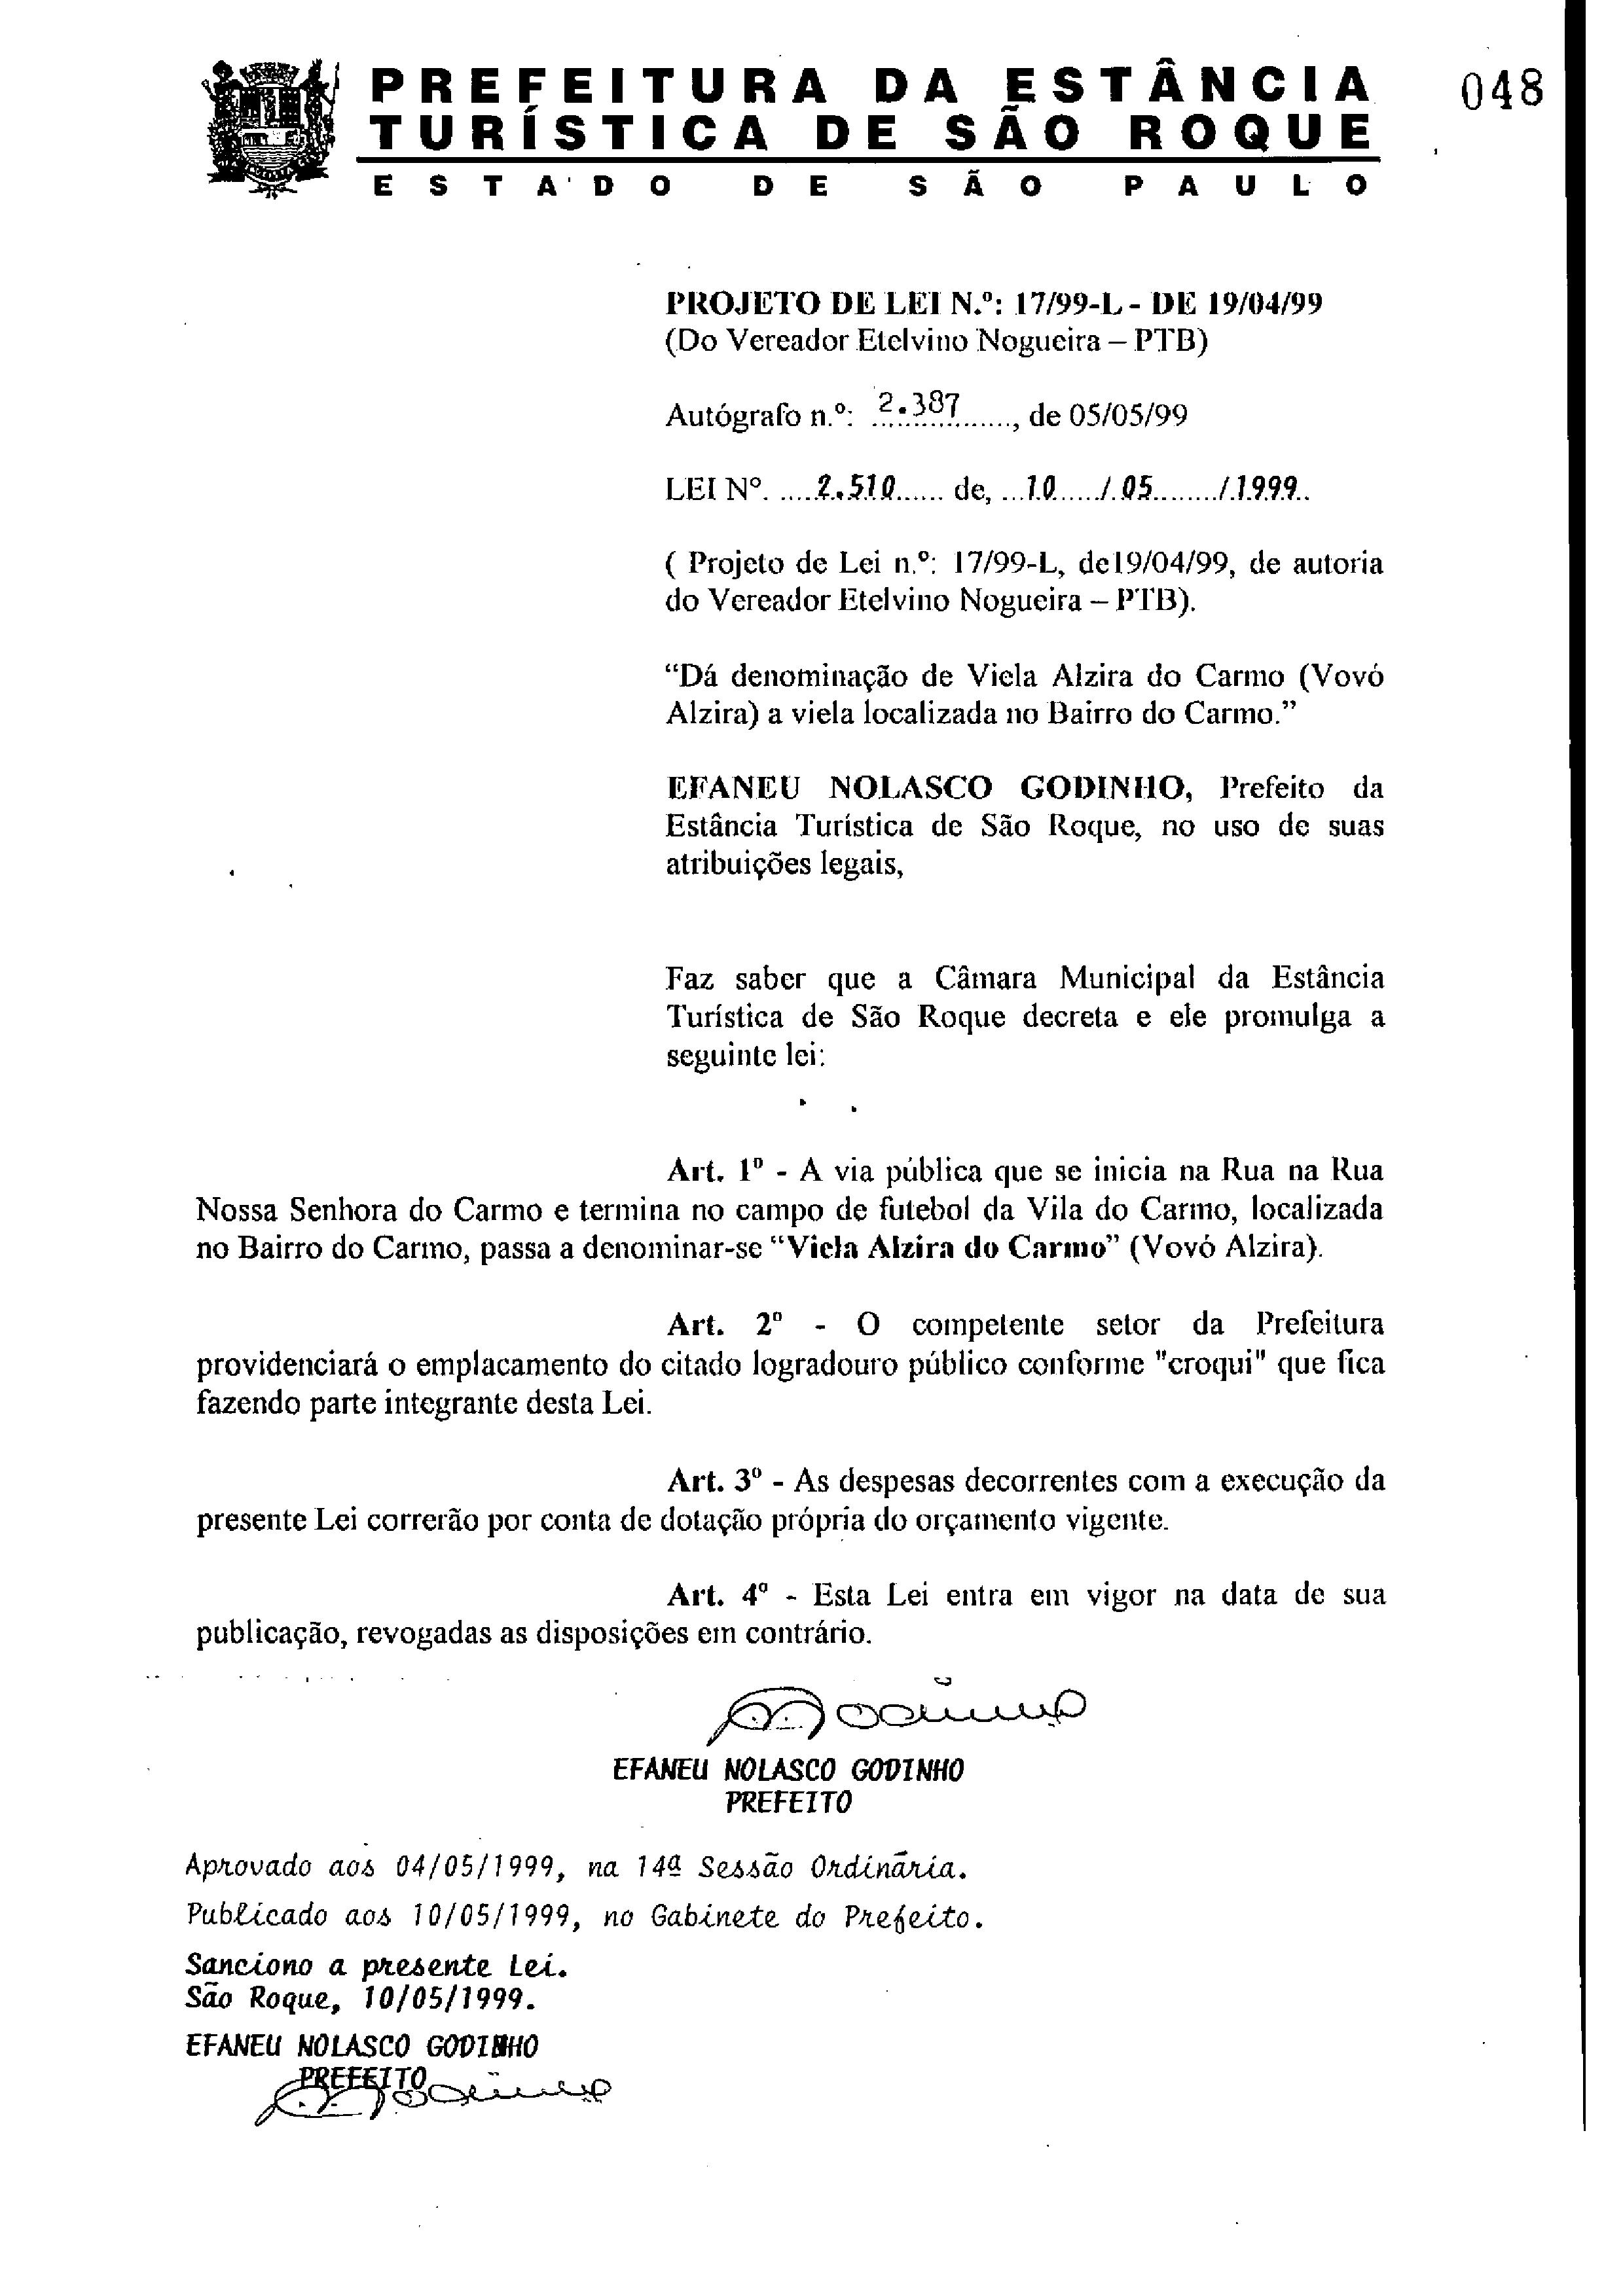 PREFEITURA DA ESTÂNCIA
TURÍSTICA DE SÃO ROQUE
ESTADO DE SÃO PAULO
048
PROJETO DE LEI N.º: 17/99-L - DE 19/04/99
(Do Vereador Etelvino Nogueira – PTB)
Autógrafo n.º: 2.387, de 05/05/99
LEI Nº. .....2.510...... de, ...10...../.05......../.1999..
( Projeto de Lei n.º: 17/99-L, de19/04/99, de autoria
do Vereador Etelvino Nogueira – PTB).
“Dá denominação de Viela Alzira do Carmo (Vovó
Alzira) a viela localizada no Bairro do Carmo.”
EFANEU NOLASCO GODINHO, Prefeito da
Estância Turística de São Roque, no uso de suas
atribuições legais,
Faz saber que a Câmara Municipal da Estância
Turística de São Roque decreta e ele promulga a
seguinte lei:
Art. 1º - A via pública que se inicia na Rua na Rua
Nossa Senhora do Carmo e termina no campo de futebol da Vila do Carmo, localizada
no Bairro do Carmo, passa a denominar-se “Viela Alzira do Carmo” (Vovó Alzira).
Art. 2º - O competente setor da Prefeitura
providenciará o emplacamento do citado logradouro público conforme "croqui" que fica
fazendo parte integrante desta Lei.
Art. 3º - As despesas decorrentes com a execução da
presente Lei correrão por conta de dotação própria do orçamento vigente.
Art. 4º - Esta Lei entra em vigor na data de sua
publicação, revogadas as disposições em contrário.
EFANEU NOLASCO GODINHO
PREFEITO
Aprovado aos 04/05/1999, na 14ª Sessão Ordinária.
Publicado aos 10/05/1999, no Gabinete do Prefeito.
Sanciono a presente Lei.
São Roque, 10/05/1999.
EFANEU NOLASCO GODINHO
PREFEITO